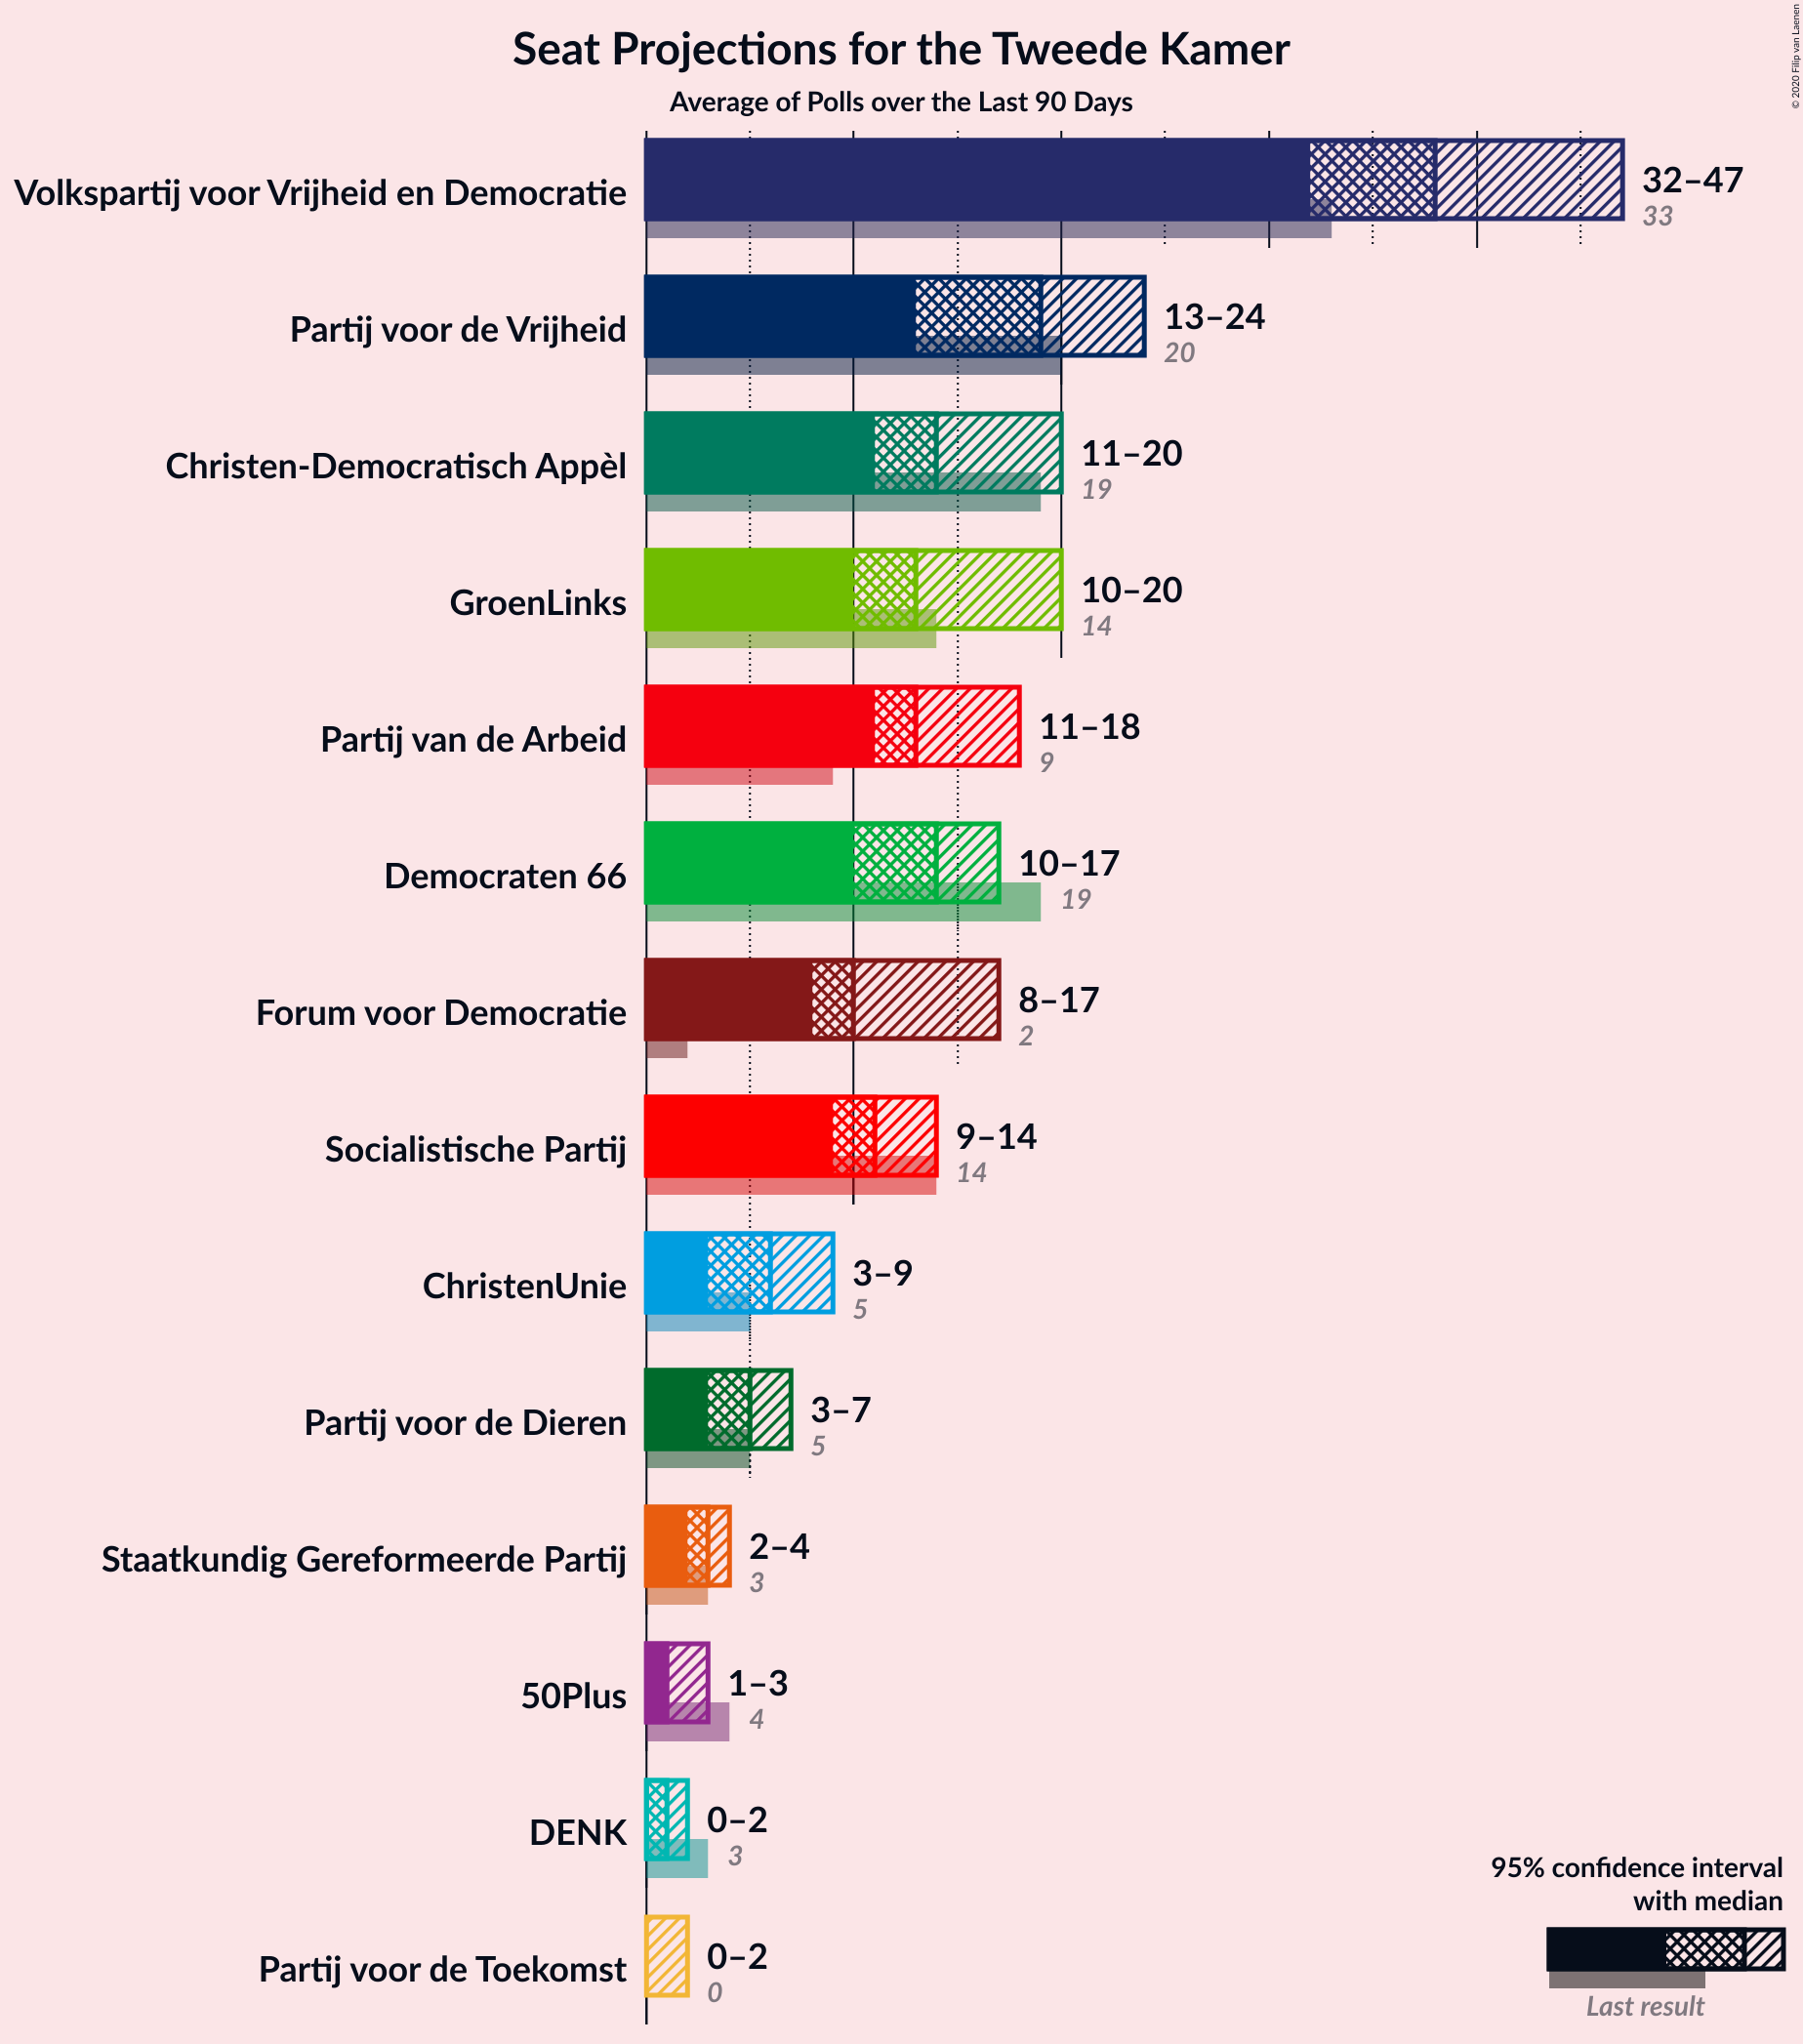 Seat Projections for the Tweede Kamer
Average of Polls over the Last 90 Days
© 2020 Filip van Laenen
Volkspartij voor Vrijheid en Democratie
32–47
33
Partij voor de Vrijheid
13–24
20
Christen-Democratisch Appèl
11–20
19
GroenLinks
10–20
14
Partij van de Arbeid
11–18
9
Democraten 66
10–17
19
Forum voor Democratie
8–17
2
Socialistische Partij
9–14
14
ChristenUnie
3–9
5
Partij voor de Dieren
3–7
5
Staatkundig Gereformeerde Partij
2–4
3
50Plus
1–3
4
DENK
0–2
3
Partij voor de Toekomst
0–2
0
95% confidence interval
with median
Last result